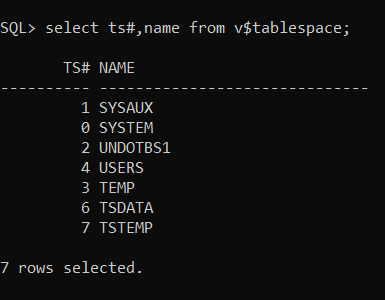 SQL> select ts#,name from v$tablespace;
TS# NAME
---------- ------------------------------
1 SYSAUX
0 SYSTEM
2 UNDOTBS1
4 USERS
3 TEMP
6 TSDATA
7 TSTEMP
7 rows selected.